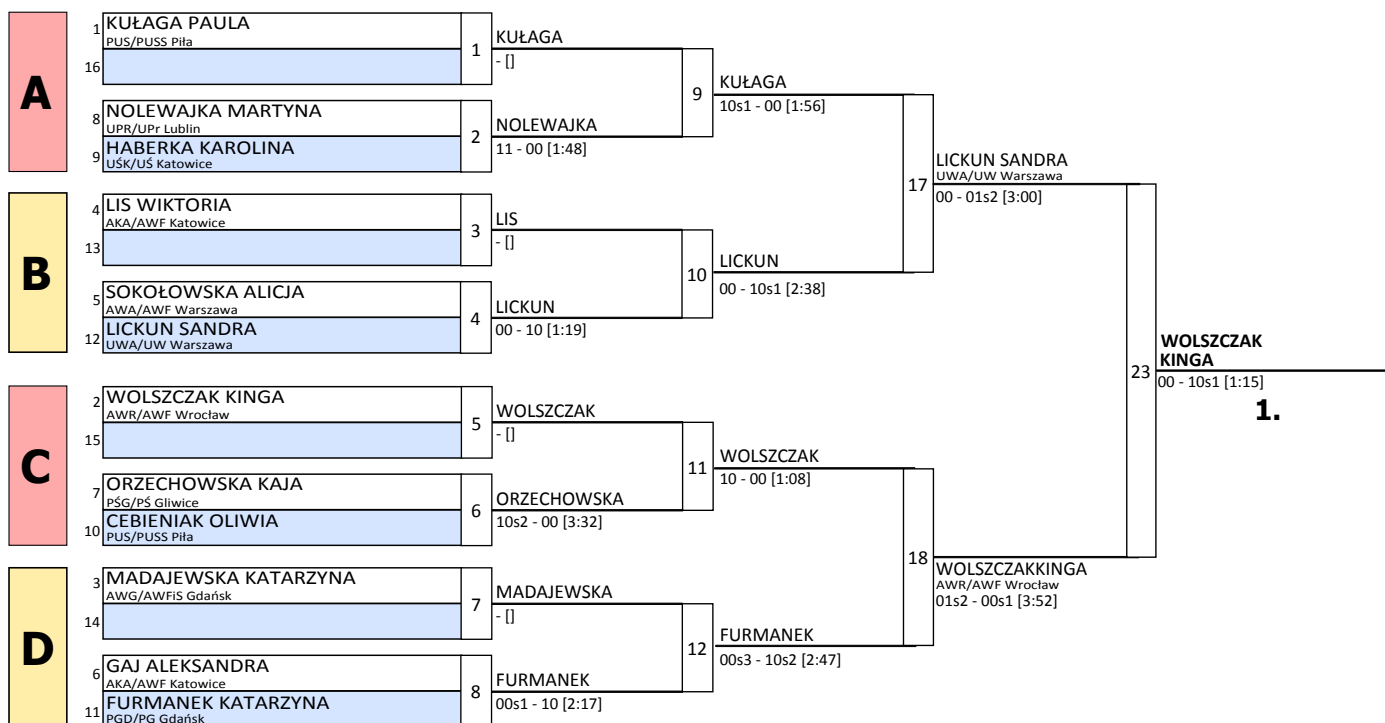 A
1 KUŁAGA PAULA
PUS/PUSS Piła
16
1
KUŁAGA
- []
8 NOLEWAJKA MARTYNA
UPR/UPr Lublin
9 HABERKA KAROLINA
UŚK/UŚ Katowice
2
NOLEWAJKA
11 - 00 [1:48]
9
KUŁAGA
10s1 - 00 [1:56]
B
4 LIS WIKTORIA
AKA/AWF Katowice
13
3
LIS
- []
5 SOKOŁOWSKA ALICJA
AWA/AWF Warszawa
12 LICKUN SANDRA
UWA/UW Warszawa
4
LICKUN
00 - 10 [1:19]
10
LICKUN
00 - 10s1 [2:38]
17
LICKUN SANDRA
UWA/UW Warszawa
00 - 01s2 [3:00]
C
2 WOLSZCZAK KINGA
AWR/AWF Wrocław
15
5
WOLSZCZAK
- []
7 ORZECHOWSKA KAJA
PŚG/PŚ Gliwice
10 CEBIENIAK OLIWIA
PUS/PUSS Piła
6
ORZECHOWSKA
10s2 - 00 [3:32]
11
WOLSZCZAK
10 - 00 [1:08]
D
3 MADAJEWSKA KATARZYNA
AWG/AWFiS Gdańsk
14
7
MADAJEWSKA
- []
6 GAJ ALEKSANDRA
AKA/AWF Katowice
11 FURMANEK KATARZYNA
PGD/PG Gdańsk
8
FURMANEK
00s1 - 10 [2:17]
12
FURMANEK
00s3 - 10s2 [2:47]
18
WOLSZCZAKKINGA
AWR/AWF Wrocław
01s2 - 00s1 [3:52]
23
WOLSZCZAK
KINGA
00 - 10s1 [1:15]
1.